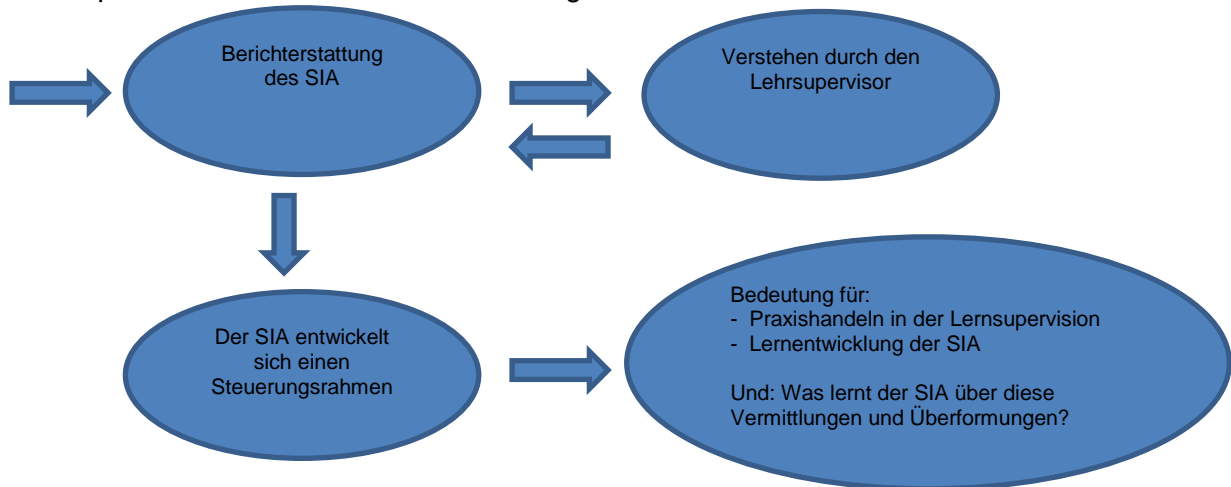 Berichterstattung
des SIA
Verstehen durch den
Lehrsupervisor
Der SIA entwickelt
sich einen
Steuerungsrahmen
Bedeutung für:
- Praxishandeln in der Lernsupervision
- Lernentwicklung der SIA
Und: Was lernt der SIA über diese
Vermittlungen und Überformungen?